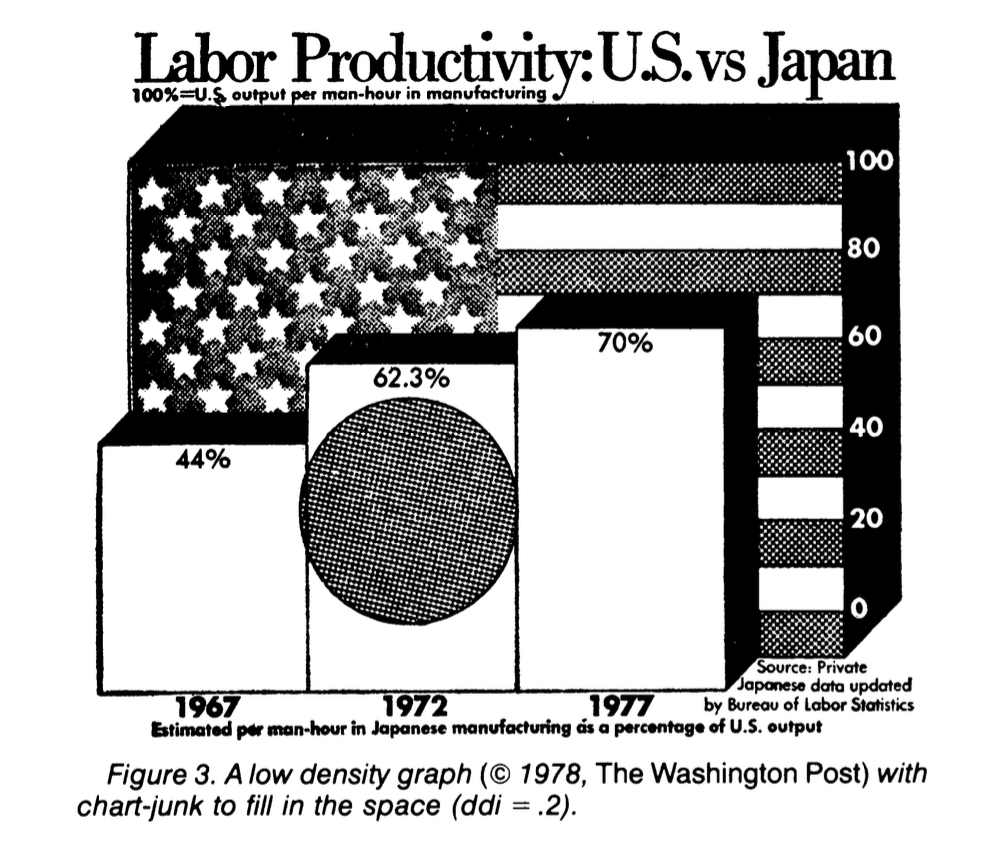 Labor Productivity: U.S. vs Japan
100%=U.S. output per man-hour in manufacturing
100
80
60
40
20
0
44%
62.3%
70%
1967 1972 1977
Source: Private
Japanese data updated
by Bureau of Labor Statistics
Estimated per man-hour in Japanese manufacturing as a percentage of U.S. output
Figure 3. A low density graph (© 1978, The Washington Post) with
chart-junk to fill in the space (ddi = .2).